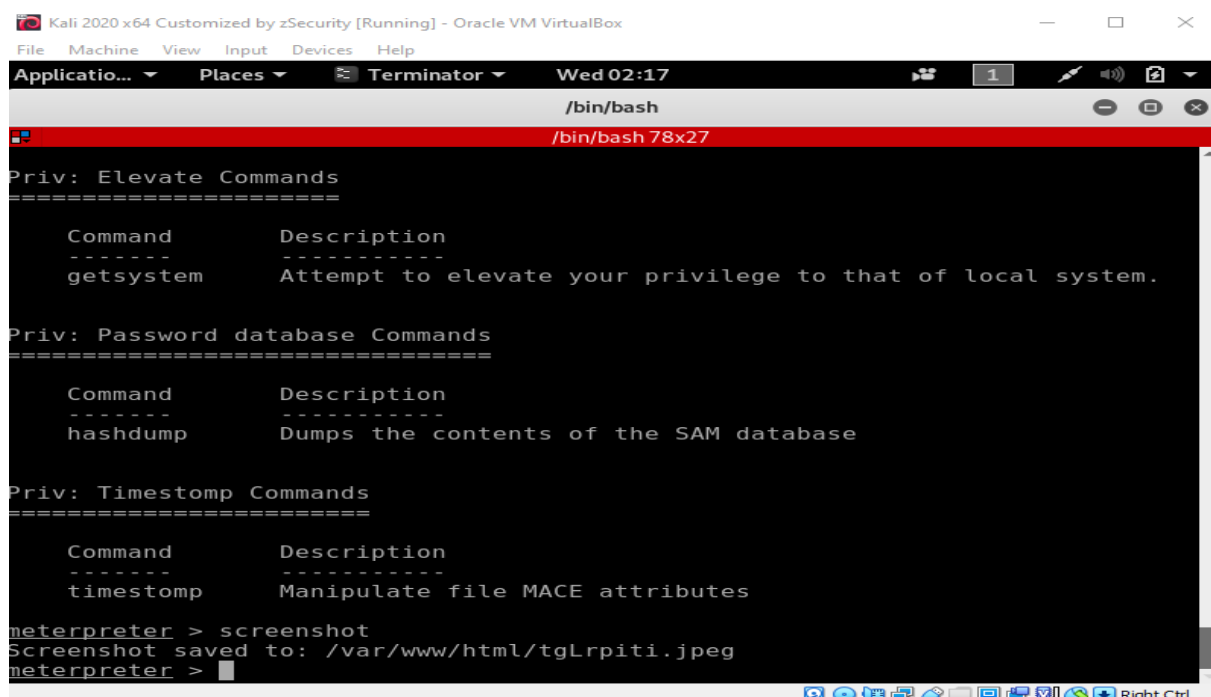 Kali 2020 x64 Customized by zSecurity [Running] - Oracle VM VirtualBox
File Machine View Input Devices Help
Applicatio... Places Terminator Wed 02:17 1
/bin/bash
/bin/bash 78x27
Priv: Elevate Commands
======================
Command Description
------- -----------
getsystem Attempt to elevate your privilege to that of local system.
Priv: Password database Commands
================================
Command Description
------- -----------
hashdump Dumps the contents of the SAM database
Priv: Timestomp Commands
========================
Command Description
------- -----------
timestomp Manipulate file MACE attributes
meterpreter > screenshot
Screenshot saved to: /var/www/html/tgLrpiti.jpeg
meterpreter >
Right Ctrl